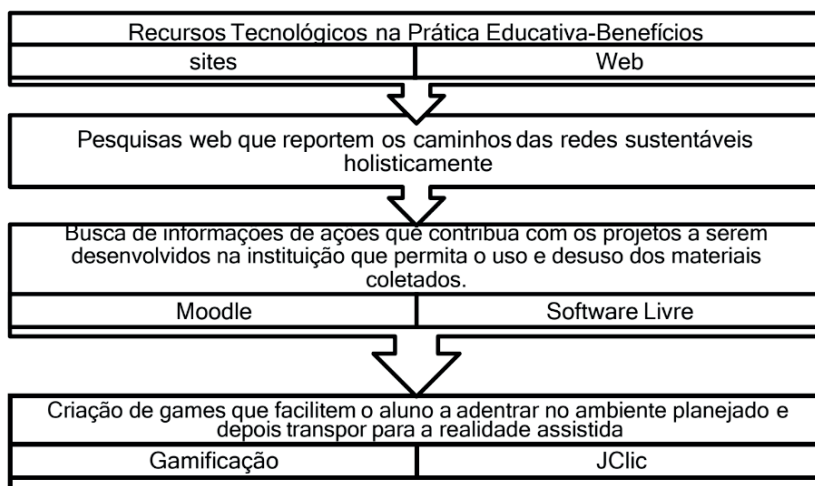 Recursos Tecnológicos na Prática Educativa-Benefícios
sites
Web
Pesquisas web que reportem os caminhos das redes sustentáveis
holisticamente
Busca de informações de ações que contribua com os projetos a serem
desenvolvidos na instituição que permita o uso e desuso dos materiais
coletados.
Moodle
Software Livre
Criação de games que facilitem o aluno a adentrar no ambiente planejado e
depois transpor para a realidade assistida
Gamificação
JClic